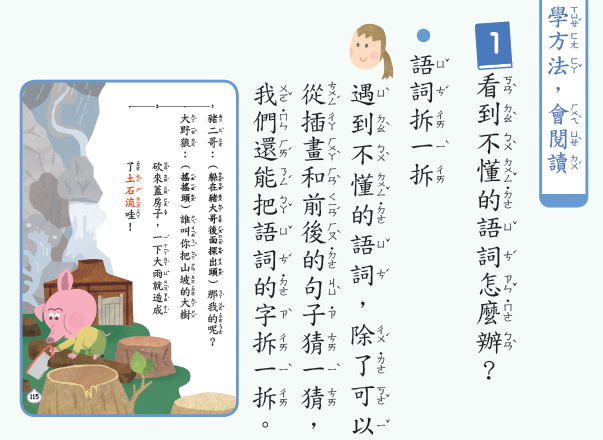 學方法，會閱讀
1
看到不懂的語詞怎麼辦？
語詞拆一拆
遇到不懂的語詞，除了可以
從插畫和前後的句子猜一猜，
我們還能把語詞的字拆一拆。
豬二哥：（躲在豬大哥後面探出頭）那我的呢？
大野狼：（搖搖頭）誰叫你把山坡的大樹
砍來蓋房子，一下大雨就造成
了土石流哇！
115